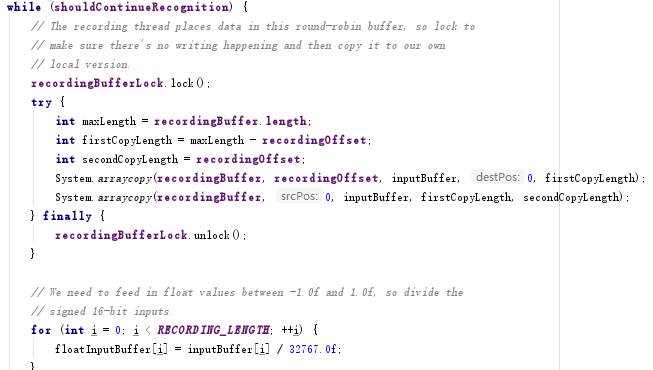 while (shouldContinueRecognition) {
// The recording thread places data in this round-robin buffer, so lock to
// make sure there's no writing happening and then copy it to our own
// local version.
recordingBufferLock.lock();
try {
int maxLength = recordingBuffer.length;
int firstCopyLength = maxLength - recordingOffset;
int secondCopyLength = recordingOffset;
System.arraycopy(recordingBuffer, recordingOffset, inputBuffer, destPos: 0, firstCopyLength);
System.arraycopy(recordingBuffer, srcPos: 0, inputBuffer, firstCopyLength, secondCopyLength);
} finally {
recordingBufferLock.unlock();
}
// We need to feed in float values between -1.0f and 1.0f, so divide the
// signed 16-bit inputs.
for (int i = 0; i < RECORDING_LENGTH; ++i) {
floatInputBuffer[i] = inputBuffer[i] / 32767.0f;
}